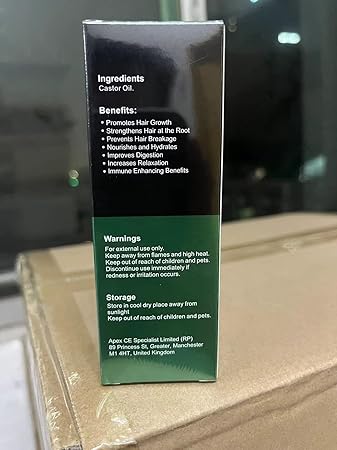 Ingredients
Castor Oil.
Benefits:
• Promotes Hair Growth
• Strengthens Hair at the Root
• Prevents Hair Breakage
• Nourishes and Hydrates
• Improves Digestion
• Increases Relaxation
• Immune Enhancing Benefits
Warnings
For external use only.
Keep away from flames and high heat.
Keep out of reach of children and pets.
Discontinue use immediately if
redness or irritation occurs.
Storage
Store in cool dry place away from
sunlight
Keep out of reach of children and pets.
Apex CE Specialist Limited (RP)
89 Princess St, Greater, Manchester
M1 4HT, United Kingdom